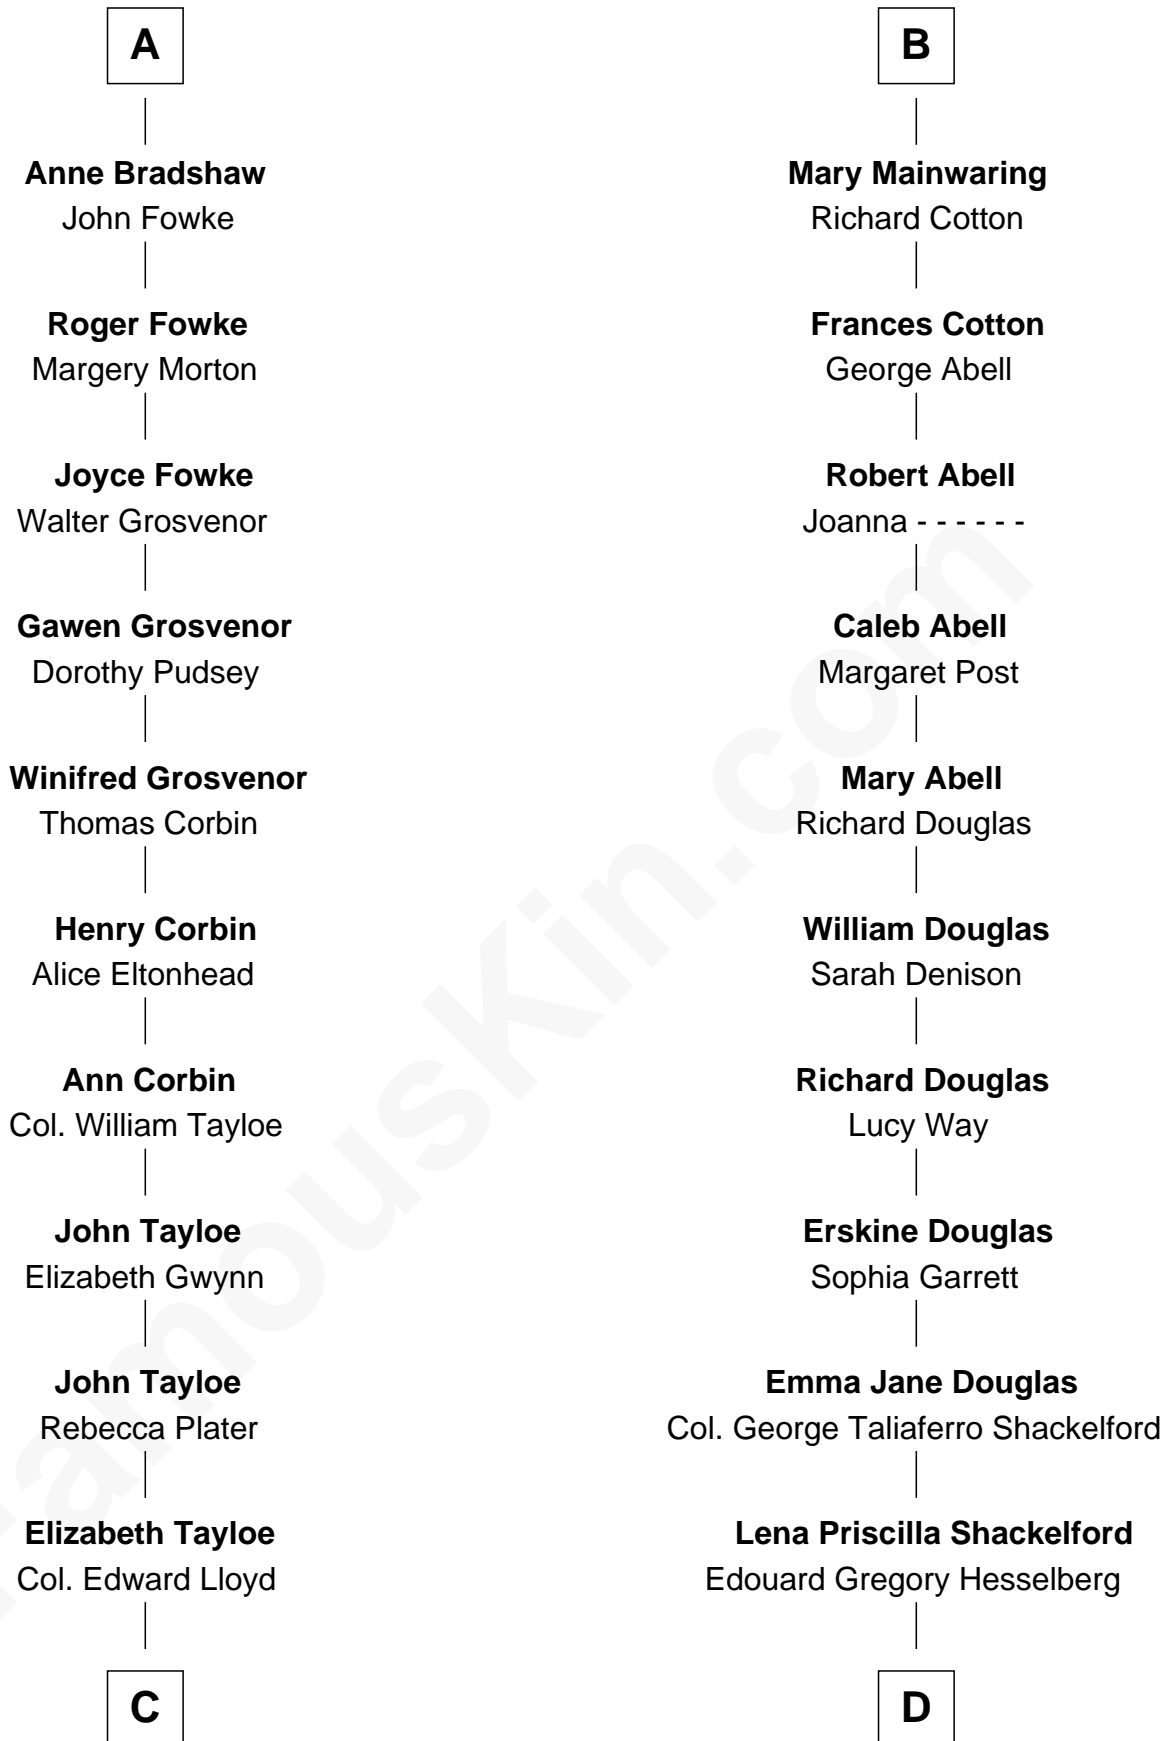 A
Anne Bradshaw
John Fowke
Roger Fowke
Margery Morton
Joyce Fowke
Walter Grosvenor
Gawen Grosvenor
Dorothy Pudsey
Winifred Grosvenor
Thomas Corbin
Henry Corbin
Alice Eltonhead
Ann Corbin
Col. William Tayloe
John Tayloe
Elizabeth Gwynn
John Tayloe
Rebecca Plater
Elizabeth Tayloe
Col. Edward Lloyd
C
B
Mary Mainwaring
Richard Cotton
Frances Cotton
George Abell
Robert Abell
Joanna - - - - - -
Caleb Abell
Margaret Post
Mary Abell
Richard Douglas
William Douglas
Sarah Denison
Richard Douglas
Lucy Way
Erskine Douglas
Sophia Garrett
Emma Jane Douglas
Col. George Taliaferro Shackelford
Lena Priscilla Shackelford
Edouard Gregory Hesselberg
D
FamousKin.com